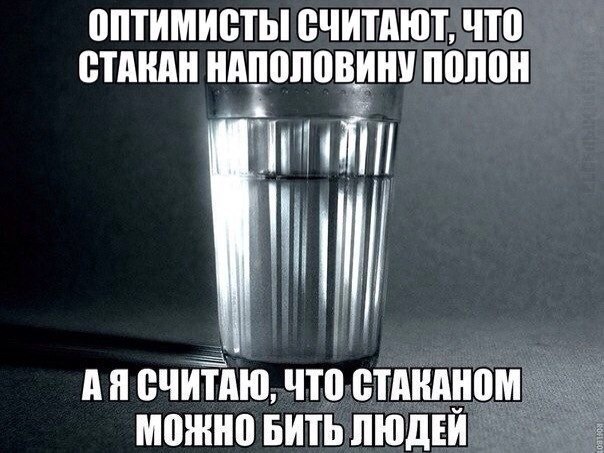 ОПТИМИСТЫ СЧИТАЮТ, ЧТО
СТАКАН НАПОЛОВИНУ ПОЛОН
А Я СЧИТАЮ, ЧТО СТАКАНОМ
МОЖНО БИТЬ ЛЮДЕЙ